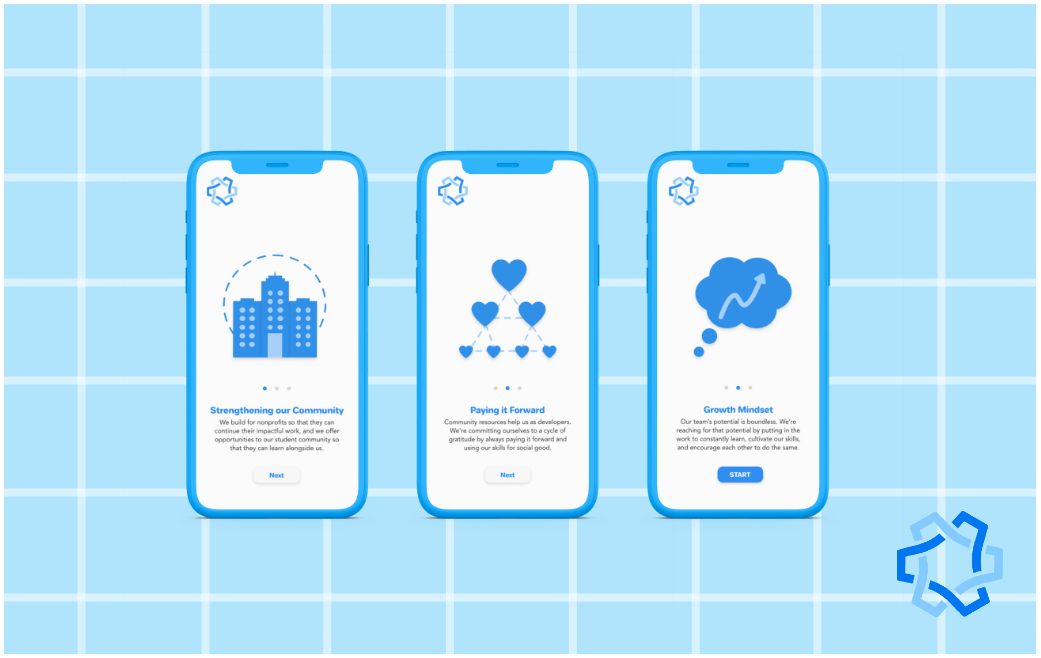 Strengthening our Community
We build for nonprofits so that they can
continue their impactful work, and we offer
opportunities to our student community so
that they can learn alongside us.
Next
Paying it Forward
Community resources help us as developers.
We're committing ourselves to a cycle of
gratitude by always paying it forward and
using our skills for social good.
Next
Growth Mindset
Our team's potential is boundless. We're
reaching for that potential by putting in the
work to constantly learn, cultivate our skills,
and encourage each other to do the same.
START